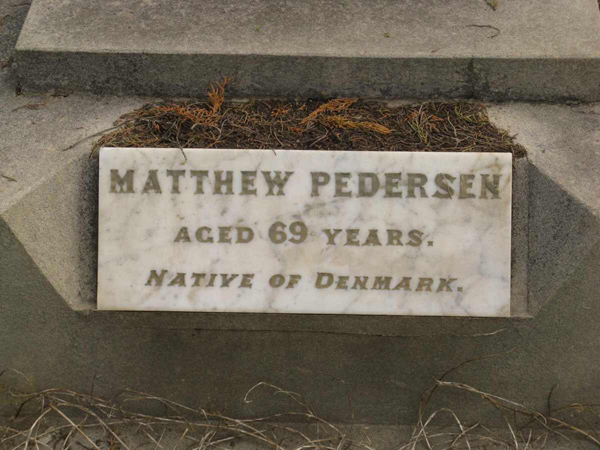 MATTHEW PEDERSEN
AGED 69 YEARS.
NATIVE OF DENMARK.